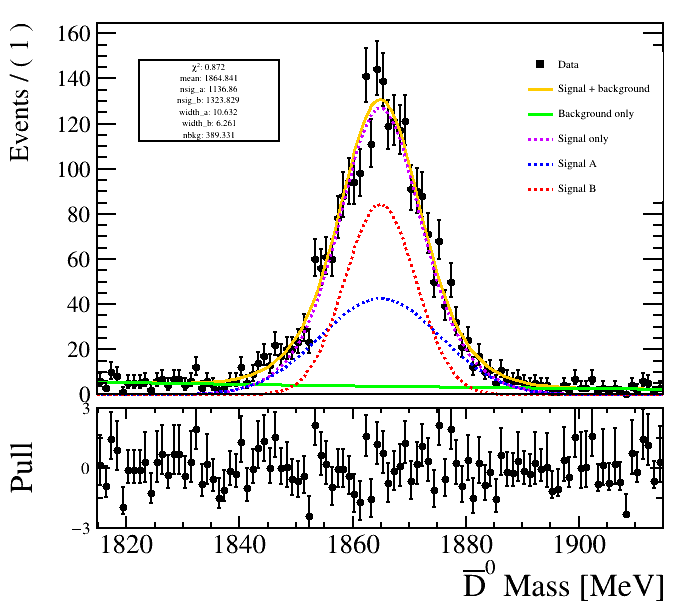 Events / ( 1 )
160
140
120
100
80
60
40
20
0
χ²: 0.872
mean: 1864.841
nsig_a: 1136.86
nsig_b: 1323.829
width_a: 10.632
width_b: 6.261
nbkg: 389.331
Data
Signal + background
Background only
Signal only
Signal A
Signal B
Pull
3
0
−3
1820 1840 1860 1880 1900
D̅⁰ Mass [MeV]